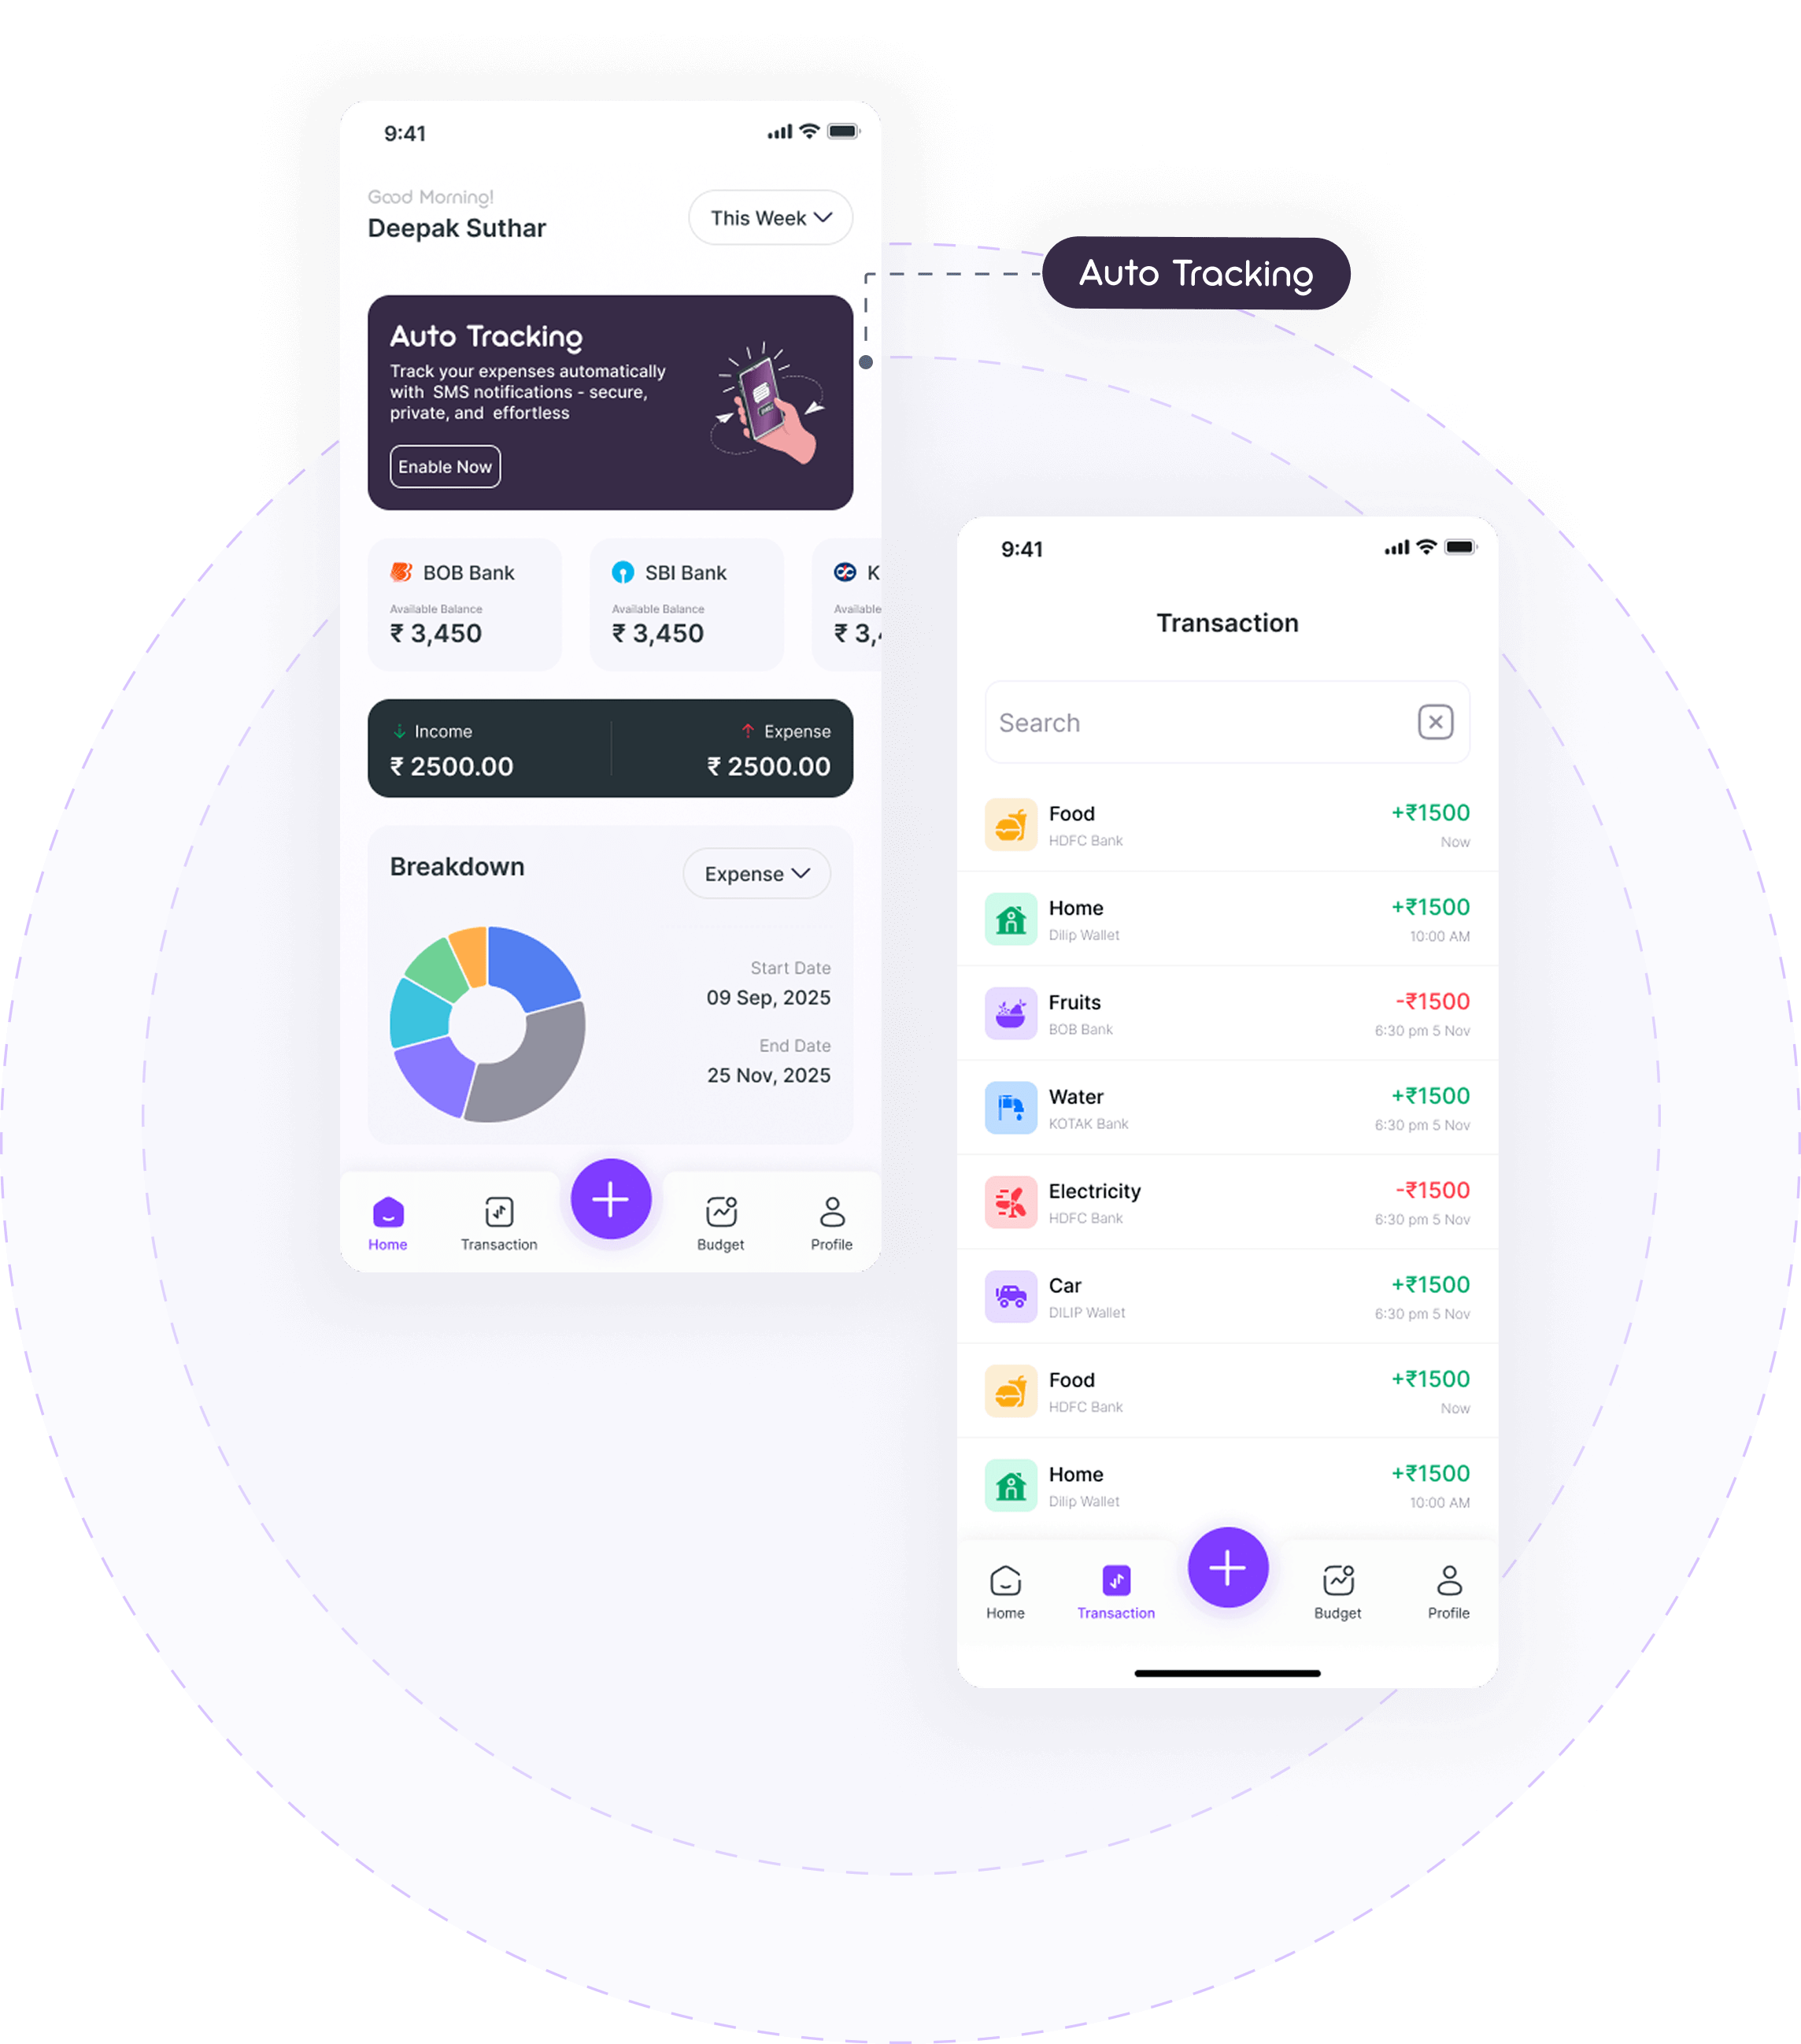 9:41
Good Morning!
Deepak Suthar
This Week
Auto Tracking
Auto Tracking
Track your expenses automatically
with SMS notifications - secure,
private, and effortless
Enable Now
BOB Bank
Available Balance
₹ 3,450
SBI Bank
Available Balance
₹ 3,450
K
Available
₹ 3,4
Income
₹ 2500.00
Expense
₹ 2500.00
Breakdown
Expense
Start Date
09 Sep, 2025
End Date
25 Nov, 2025
Home
Transaction
Budget
Profile
9:41
Transaction
Search
Food
+₹1500
HDFC Bank
Now
Home
+₹1500
Dilip Wallet
10:00 AM
Fruits
-₹1500
BOB Bank
6:30 pm 5 Nov
Water
+₹1500
KOTAK Bank
6:30 pm 5 Nov
Electricity
-₹1500
HDFC Bank
6:30 pm 5 Nov
Car
+₹1500
DILIP Wallet
6:30 pm 5 Nov
Food
+₹1500
HDFC Bank
Now
Home
+₹1500
Dilip Wallet
10:00 AM
Home
Transaction
Budget
Profile